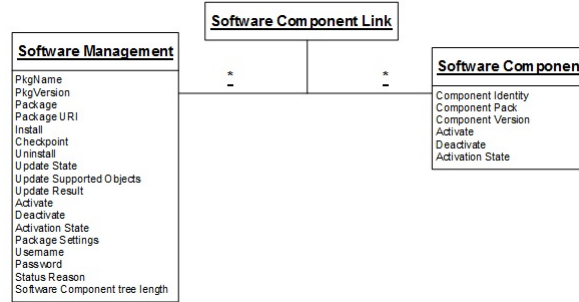 Software Component Link
Software Management
PkgName
PkgVersion
Package
Package URI
Install
Checkpoint
Uninstall
Update State
Update Supported Objects
Update Result
Activate
Deactivate
Activation State
Package Settings
Username
Password
Status Reason
Software Component tree length
*
*
Software Componen
Component Identity
Component Pack
Component Version
Activate
Deactivate
Activation State